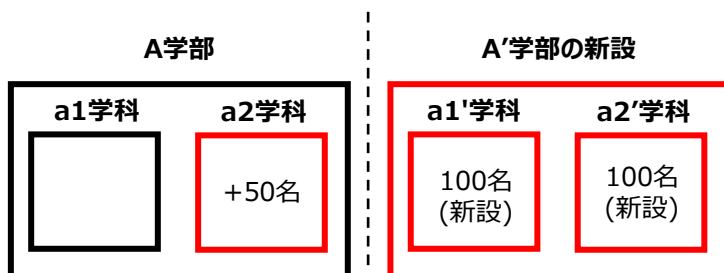 A学部
A′学部の新設
a1学科
a2学科
a1'学科
a2′学科
+50名
100名
(新設)
100名
(新設)